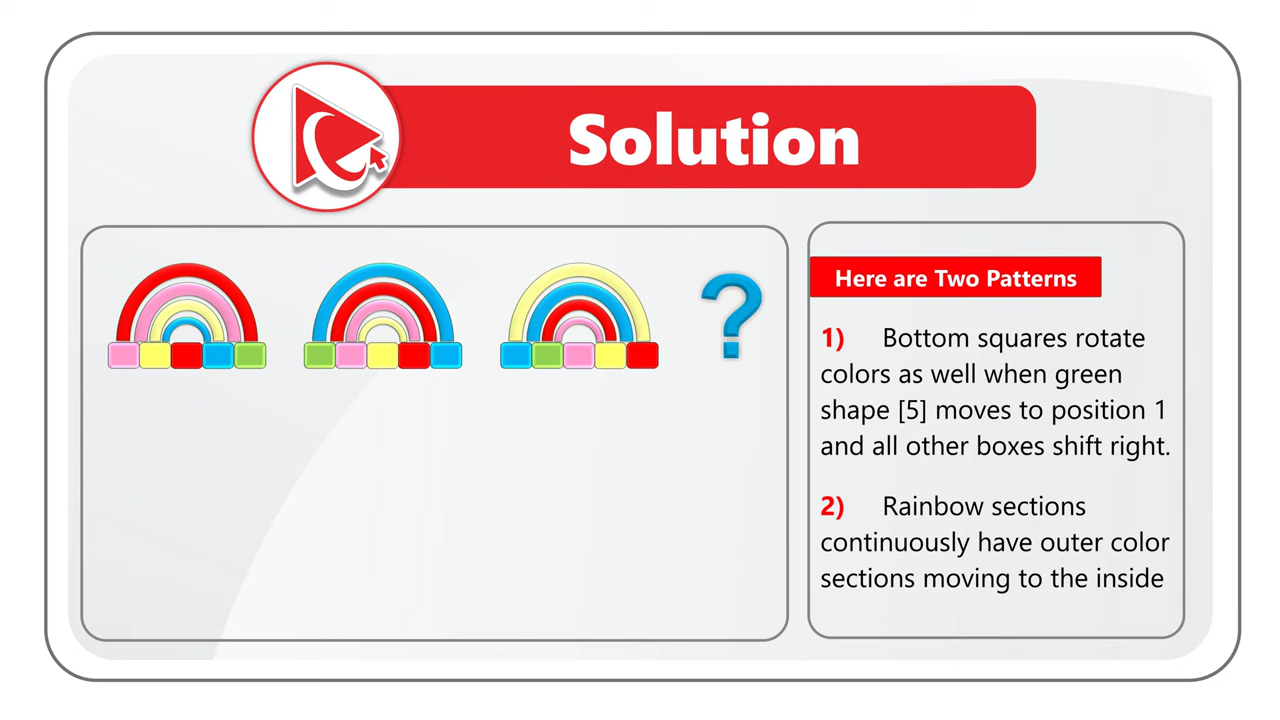 Solution
?
Here are Two Patterns
1) Bottom squares rotate
colors as well when green
shape [5] moves to position 1
and all other boxes shift right.
2) Rainbow sections
continuously have outer color
sections moving to the inside